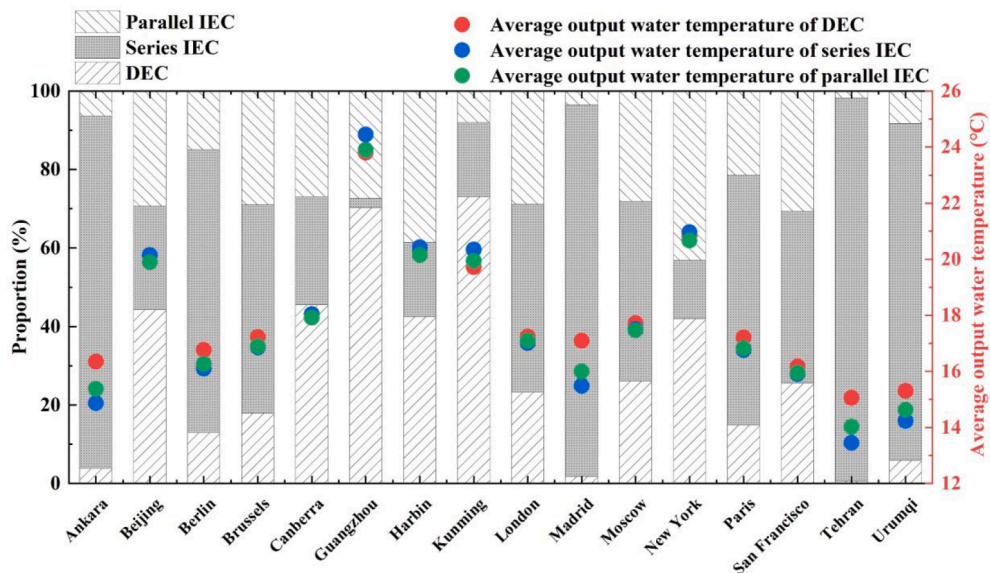 Parallel IEC
Series IEC
DEC
Average output water temperature of DEC
Average output water temperature of series IEC
Average output water temperature of parallel IEC
Proportion (%)
100
80
60
40
20
0
26
24
22
20
18
16
14
12
Average output water temperature (°C)
Ankara
Beijing
Berlin
Brussels
Canberra
Guangzhou
Harbin
Kunming
London
Madrid
Moscow
New York
Paris
San Francisco
Tehran
Urumqi